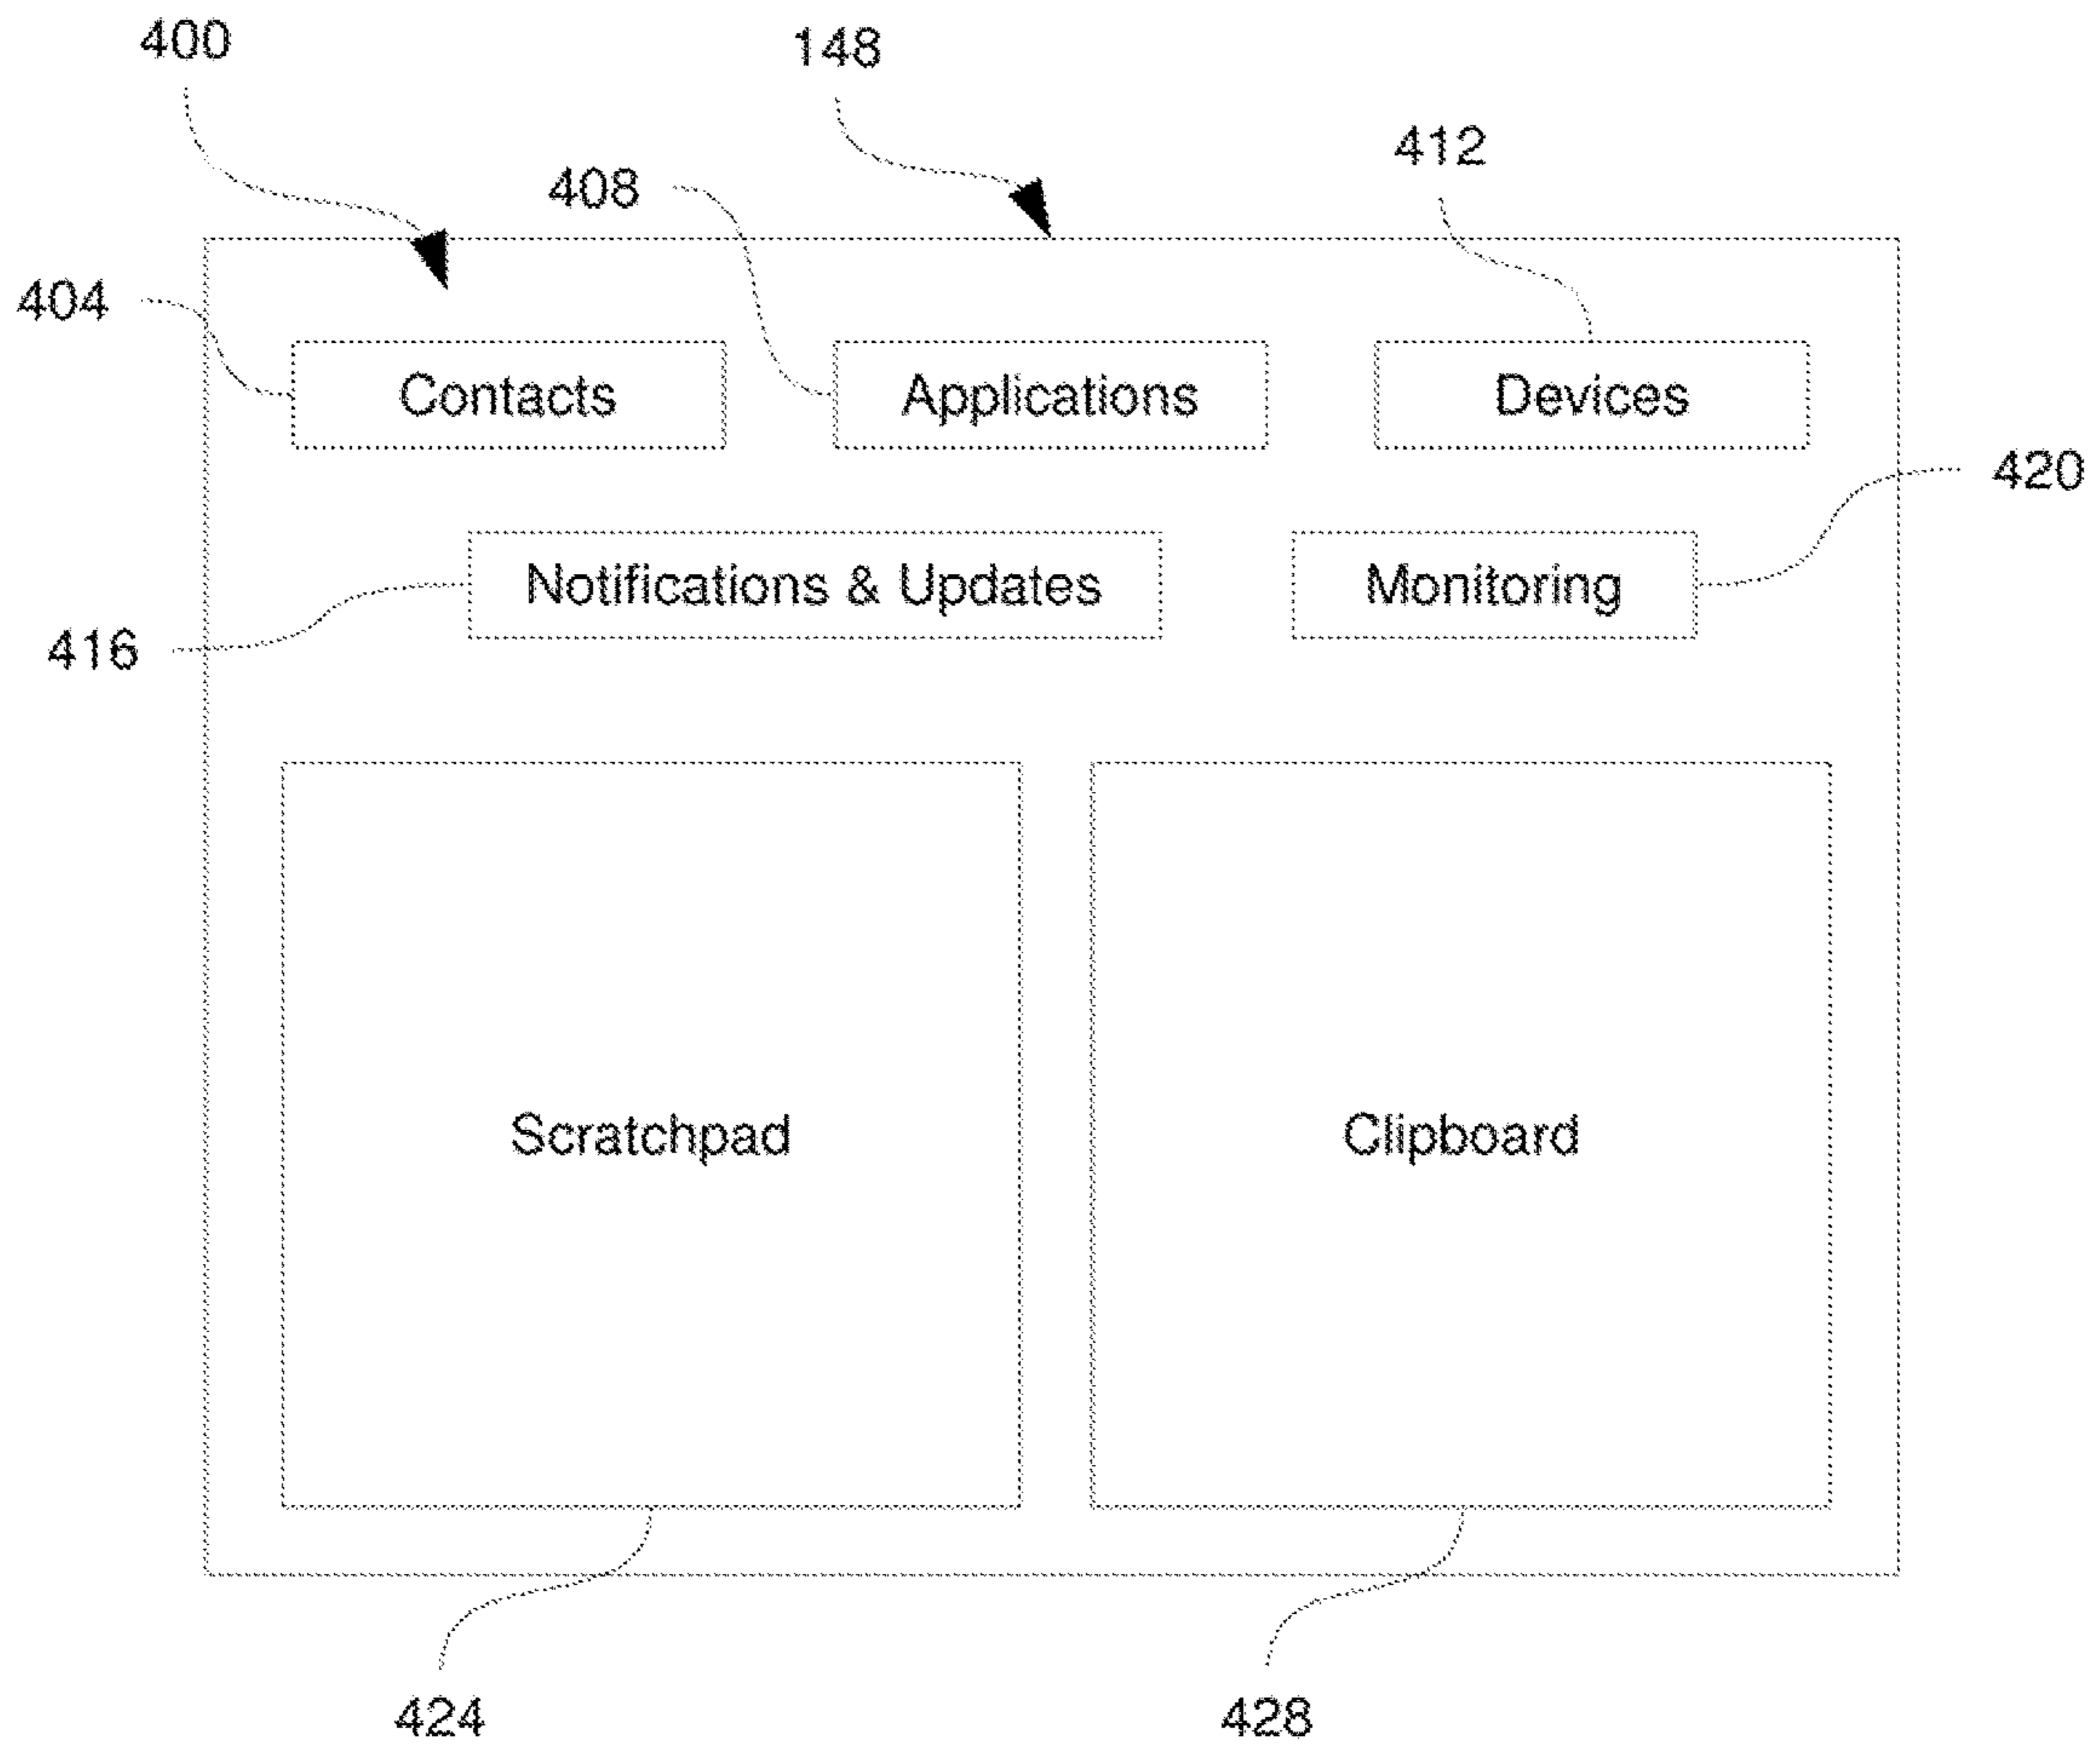 400
148
412
408
404
Contacts
Applications
Devices
420
Notifications & Updates
Monitoring
416
Scratchpad
Clipboard
424
428